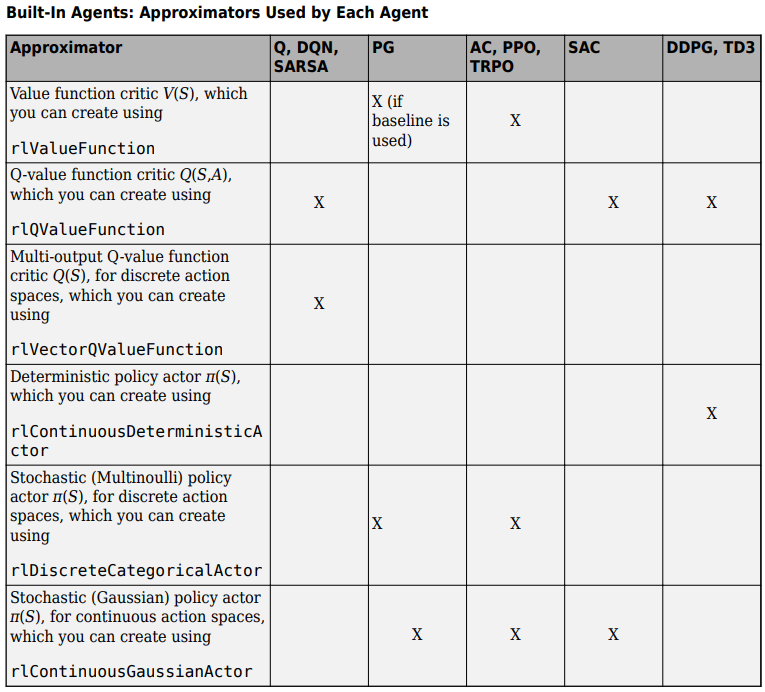 Built-In Agents: Approximators Used by Each Agent
Approximator
Q, DQN,
SARSA
PG
AC, PPO,
TRPO
SAC
DDPG, TD3
Value function critic V(S), which
you can create using
rlValueFunction
X (if
baseline is
used)
X
Q-value function critic Q(S,A),
which you can create using
rlQValueFunction
X
X
X
Multi-output Q-value function
critic Q(S), for discrete action
spaces, which you can create
using
rlVectorQValueFunction
X
Deterministic policy actor π(S),
which you can create using
rlContinuousDeterministicA
ctor
X
Stochastic (Multinoulli) policy
actor π(S), for discrete action
spaces, which you can create
using
rlDiscreteCategoricalActor
X
X
Stochastic (Gaussian) policy actor
π(S), for continuous action spaces,
which you can create using
rlContinuousGaussianActor
X
X
X